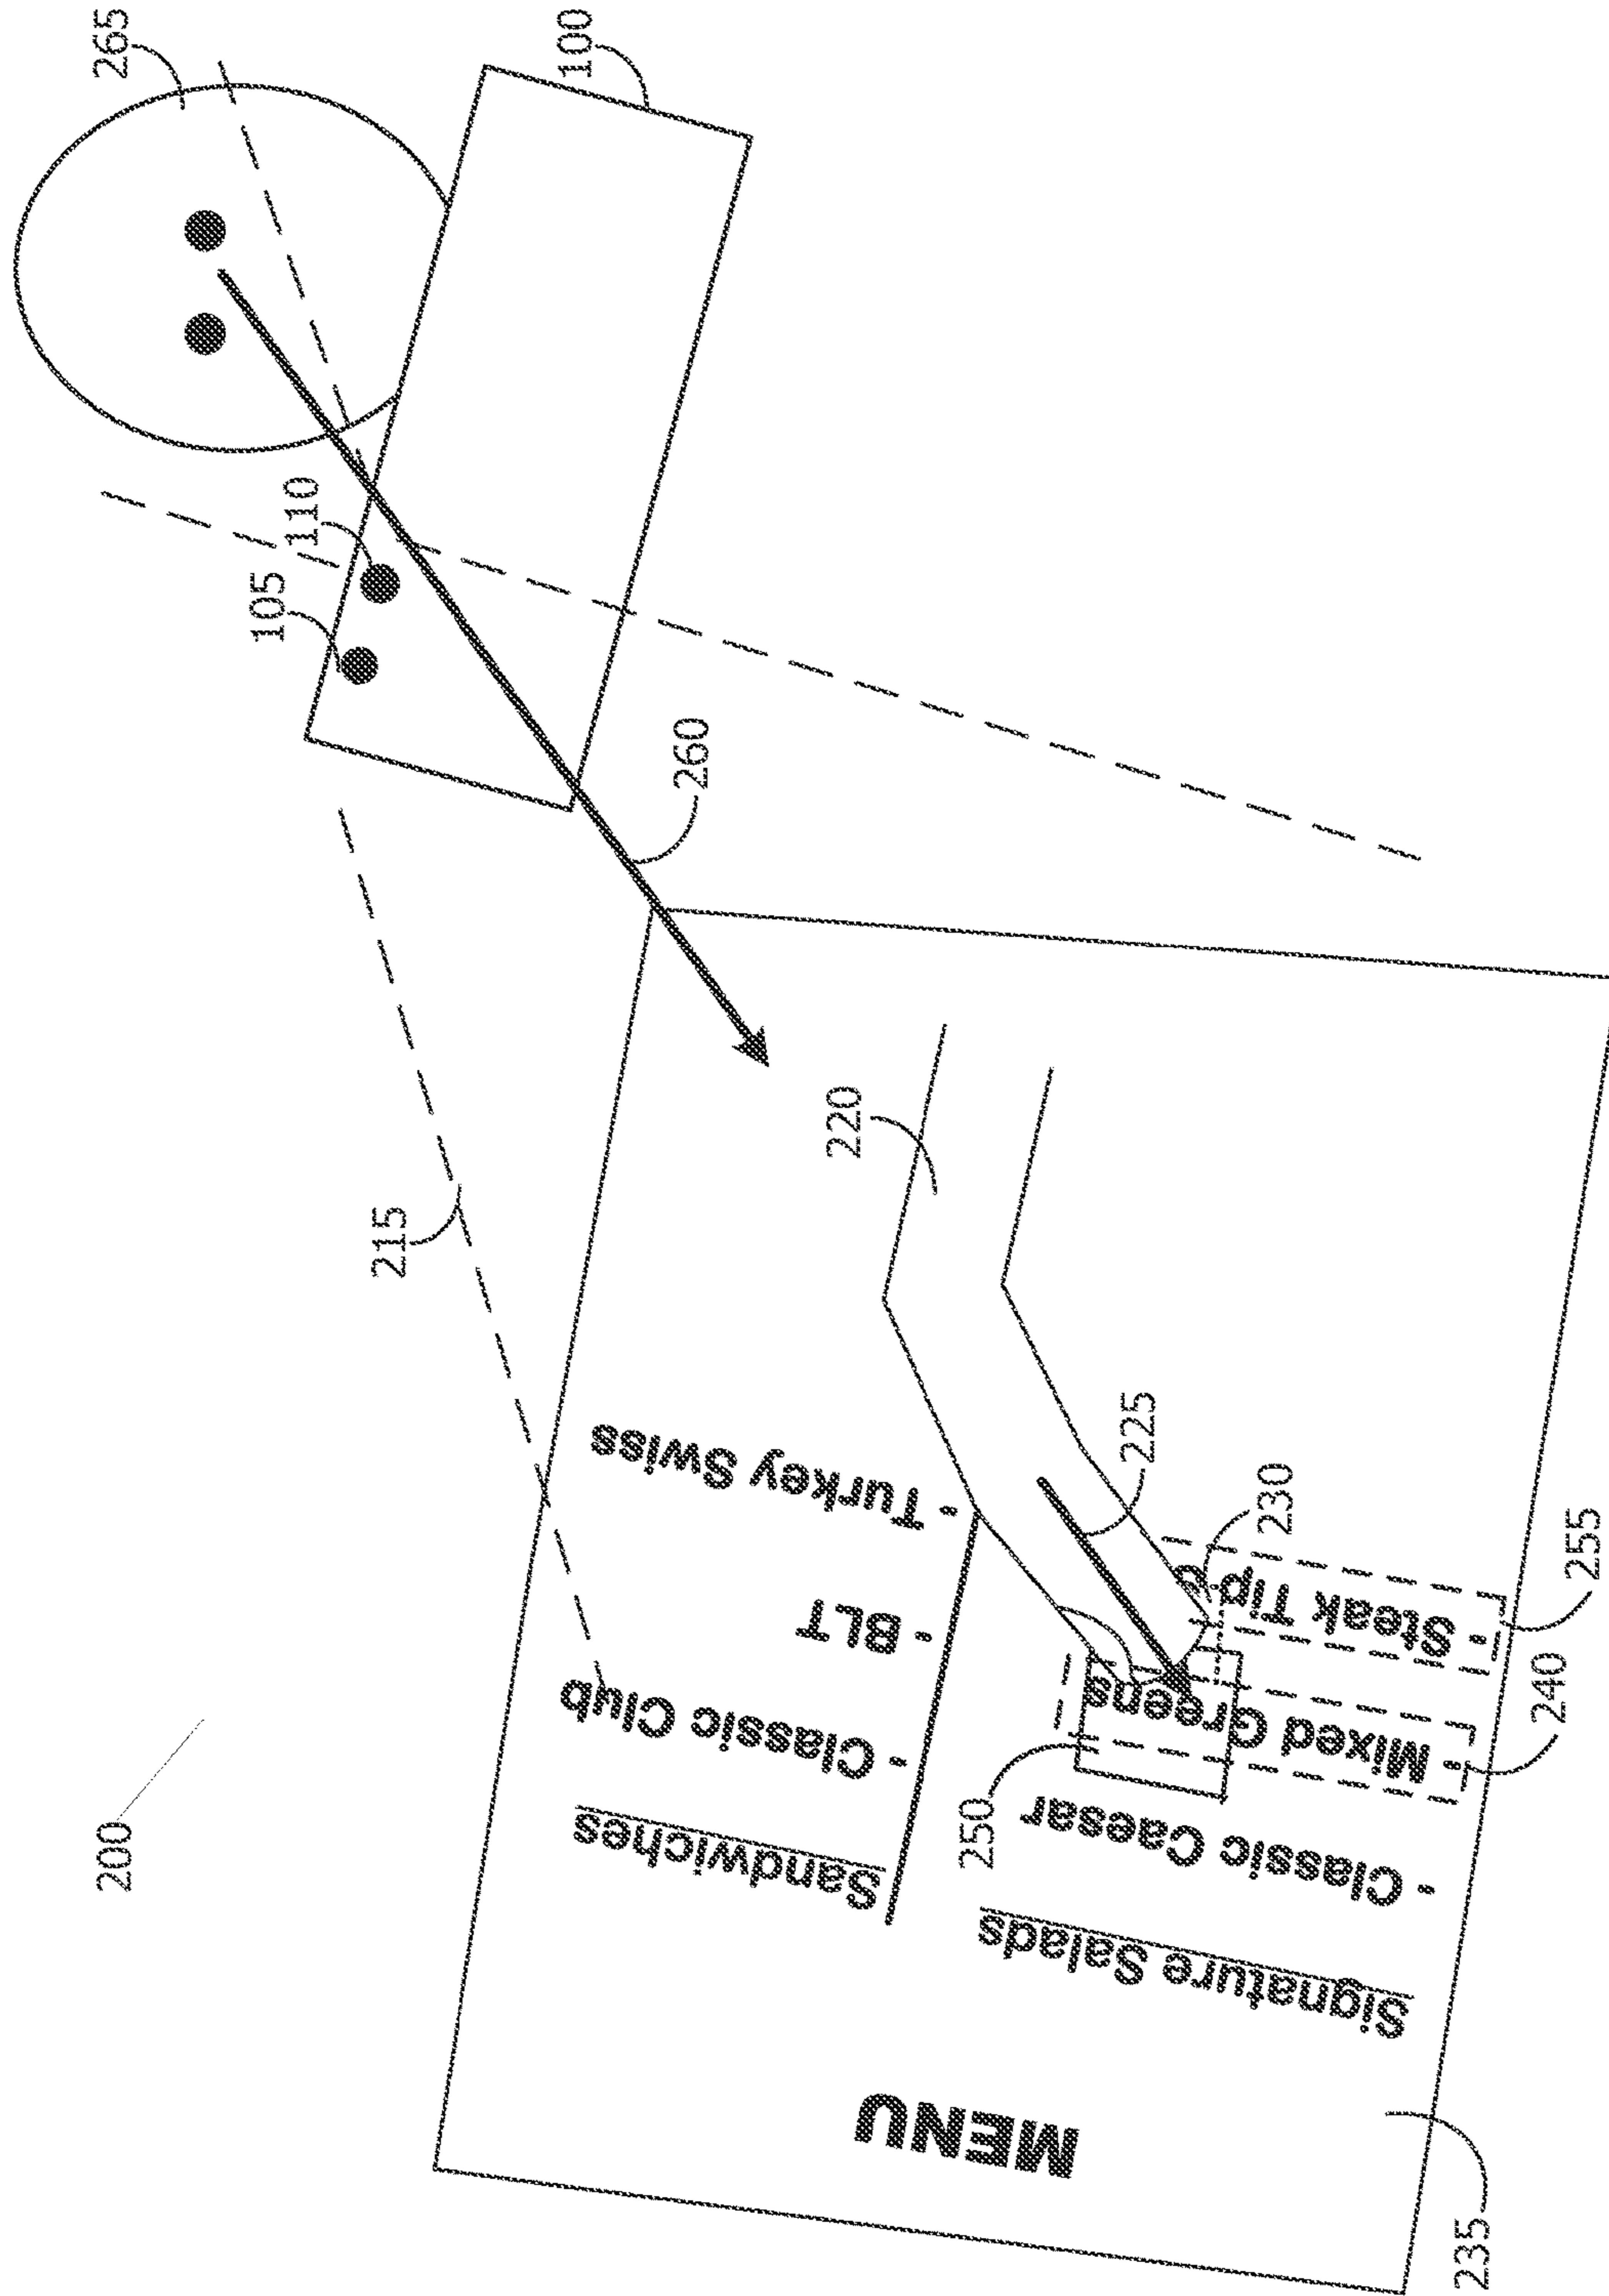 200
265
100
105
110
260
215
220
225
230
255
240
250
235
MENU
Sandwiches
- Classic Club
- BLT
- Turkey Swiss
Signature Salads
- Classic Caesar
- Mixed Greens
- Steak Tip